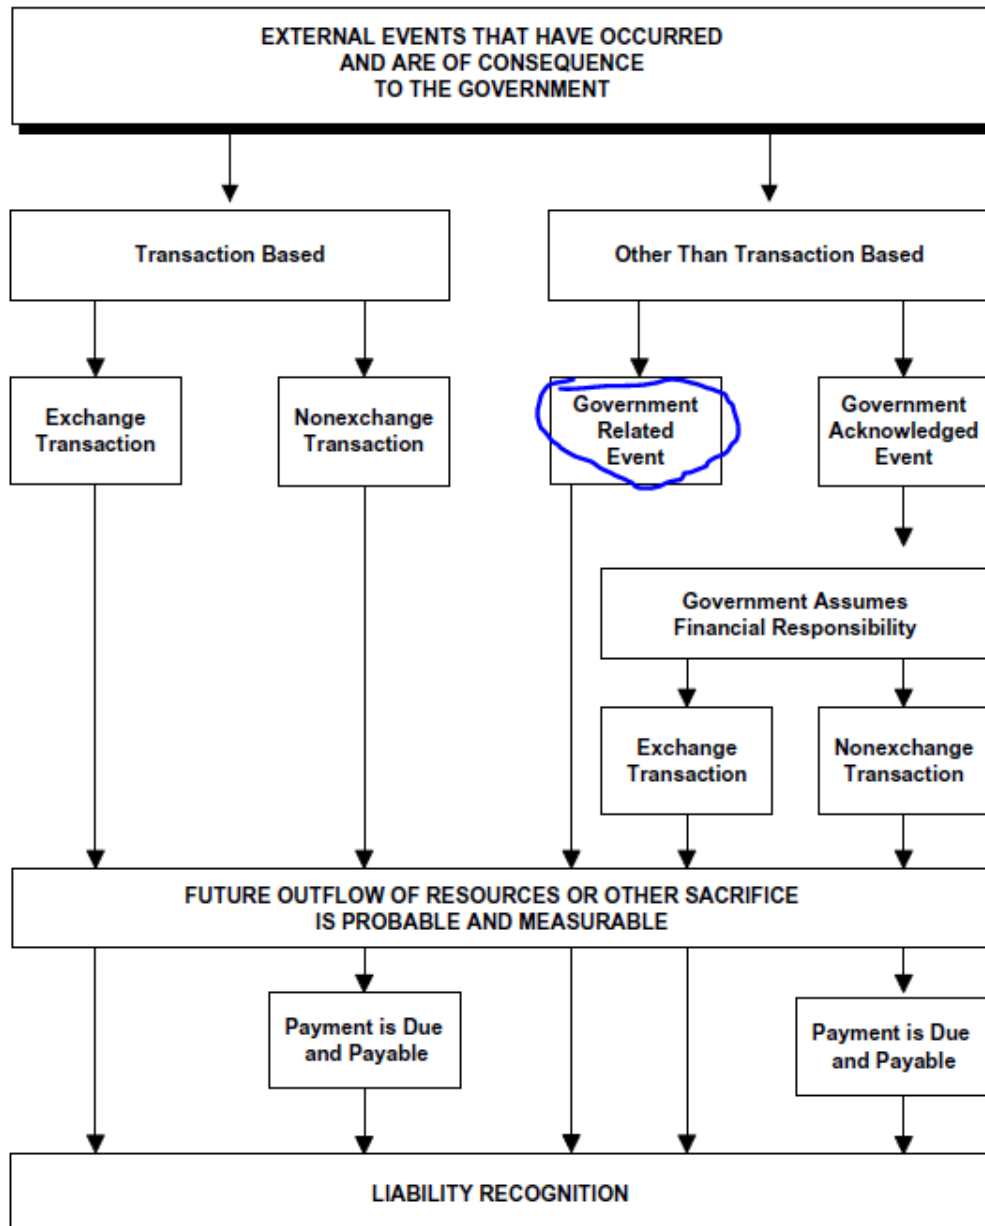 EXTERNAL EVENTS THAT HAVE OCCURRED
AND ARE OF CONSEQUENCE
TO THE GOVERNMENT
Transaction Based
Other Than Transaction Based
Exchange
Transaction
Nonexchange
Transaction
Government
Related
Event
Government
Acknowledged
Event
Government Assumes
Financial Responsibility
Exchange
Transaction
Nonexchange
Transaction
FUTURE OUTFLOW OF RESOURCES OR OTHER SACRIFICE
IS PROBABLE AND MEASURABLE
Payment is Due
and Payable
Payment is Due
and Payable
LIABILITY RECOGNITION